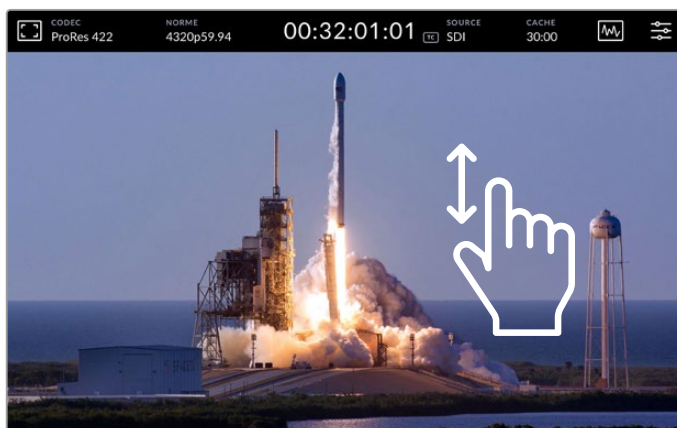 CODEC
ProRes 422
NORME
4320p59.94
00:32:01:01
TC
SOURCE
SDI
CACHE
30:00